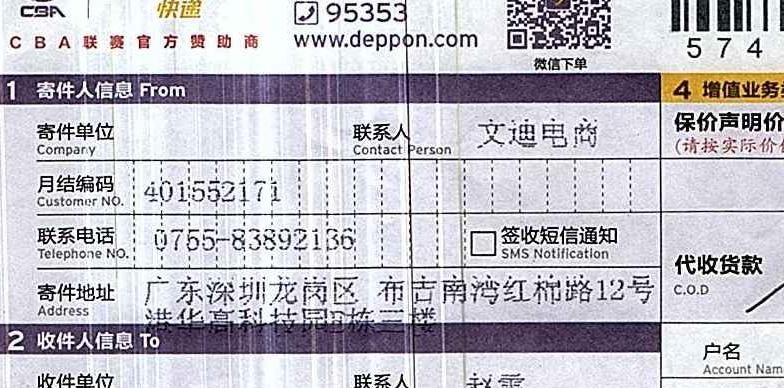 CBA 快递 95353
CBA联赛官方赞助商 www.deppon.com
微信下单
574
1 寄件人信息 From
4 增值业务
寄件单位 联系人 文迪电商
Company Contact Person
保价声明价
(请按实际价
月结编码 401552171
Customer NO.
联系电话 0755-83892136 签收短信通知
Telephone NO. SMS Notification
代收货款
C.O.D
寄件地址 广东深圳龙岗区 布吉南湾红棉路12号
Address 港华高科技园B栋三楼
2 收件人信息 To
户名
Account Nam
收件单位 联系人